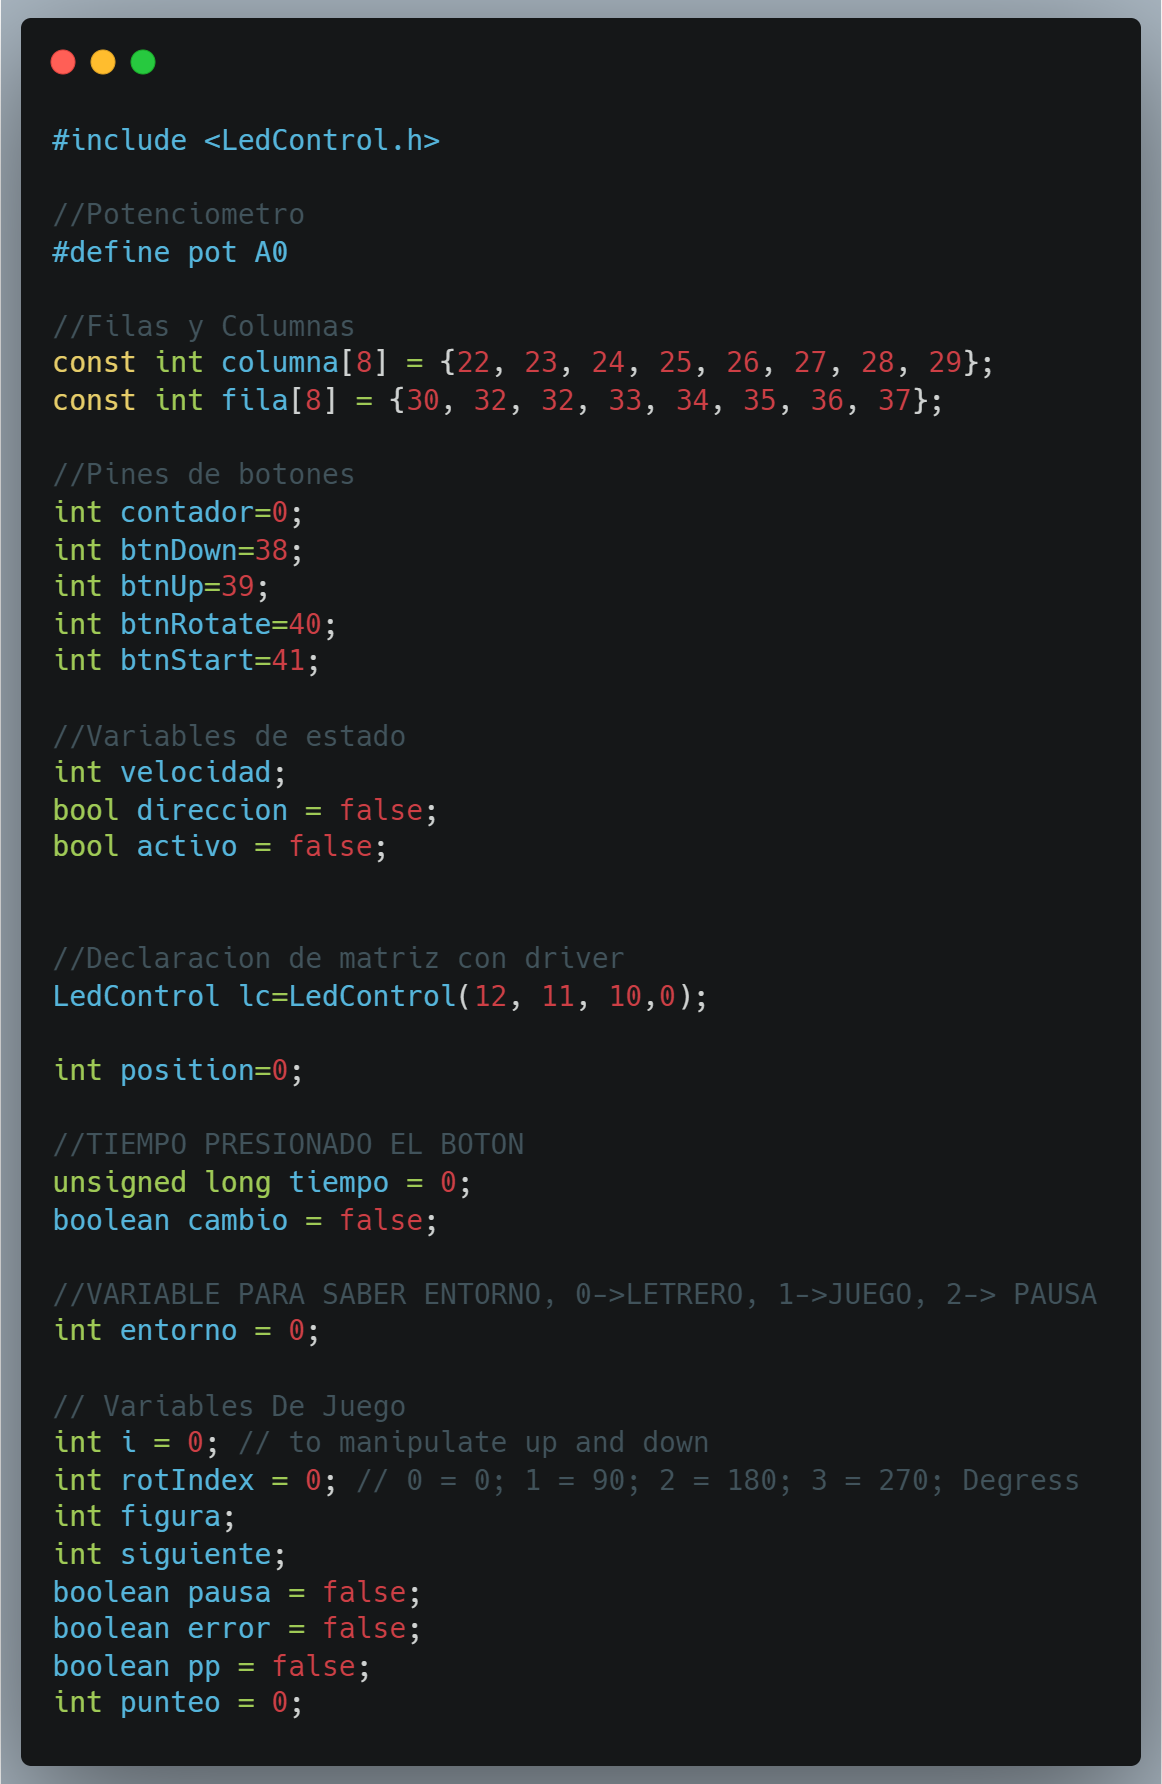 #include <LedControl.h>
//Potenciometro
#define pot A0
//Filas y Columnas
const int columna[8] = {22, 23, 24, 25, 26, 27, 28, 29};
const int fila[8] = {30, 32, 32, 33, 34, 35, 36, 37};
//Pines de botones
int contador=0;
int btnDown=38;
int btnUp=39;
int btnRotate=40;
int btnStart=41;
//Variables de estado
int velocidad;
bool direccion = false;
bool activo = false;
//Declaracion de matriz con driver
LedControl lc=LedControl(12, 11, 10,0);
int position=0;
//TIEMPO PRESIONADO EL BOTON
unsigned long tiempo = 0;
boolean cambio = false;
//VARIABLE PARA SABER ENTORNO, 0->LETRERO, 1->JUEGO, 2-> PAUSA
int entorno = 0;
// Variables De Juego
int i = 0; // to manipulate up and down
int rotIndex = 0; // 0 = 0; 1 = 90; 2 = 180; 3 = 270; Degress
int figura;
int siguiente;
boolean pausa = false;
boolean error = false;
boolean pp = false;
int punteo = 0;